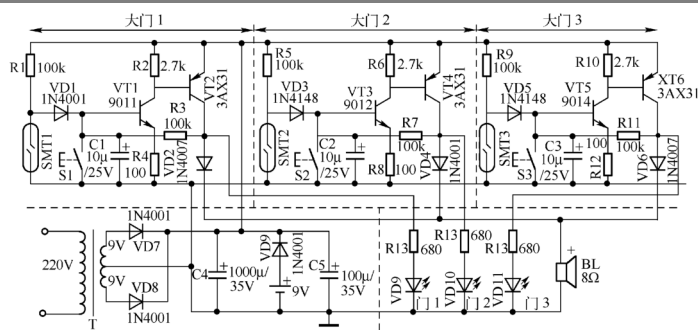 大门 1
大门 2
大门 3
R1
100k
R2
2.7k
VD1
1N4001
VT1
9011
VT2
3AX31
R3
100k
SMT1
S1
C1
10μ
/25V
R4
100
VD2
1N4007
R5
100k
R6
2.7k
VD3
1N4148
VT3
9012
VT4
3AX31
R7
100k
SMT2
S2
C2
10μ
/25V
R8
100
VD4
1N4001
R9
100k
R10
2.7k
VD5
1N4148
VT5
9014
XT6
3AX31
R11
100k
SMT3
S3
C3
10μ
/25V
100
R12
VD6
1N4007
220V
T
9V
9V
1N4001
VD7
VD8
1N4001
C4
1000μ/
35V
VD9
1N4001
9V
C5
100μ/
35V
R13
680
R13
680
R13
680
VD9
门 1
VD10
门 2
VD11
门 3
BL
8Ω